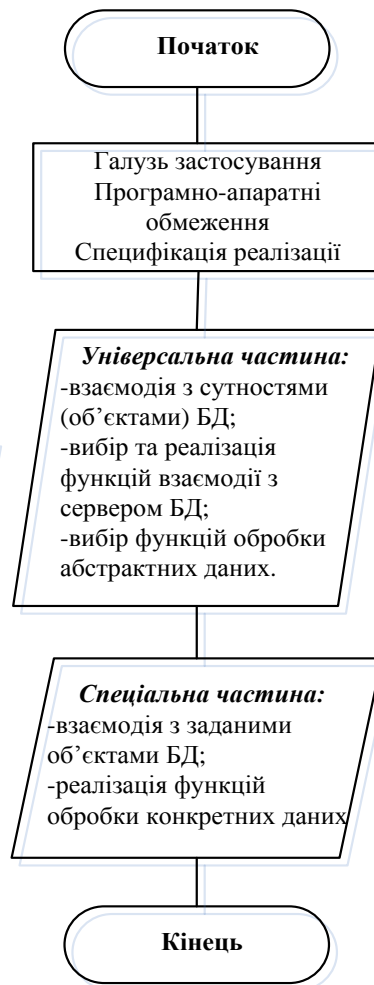 Початок
Галузь застосування
Програмно-апаратні
обмеження
Специфікація реалізації
Універсальна частина:
-взаємодія з сутностями
(об’єктами) БД;
-вибір та реалізація
функцій взаємодії з
сервером БД;
-вибір функцій обробки
абстрактних даних.
Спеціальна частина:
-взаємодія з заданими
об’єктами БД;
-реалізація функцій
обробки конкретних даних
Кінець